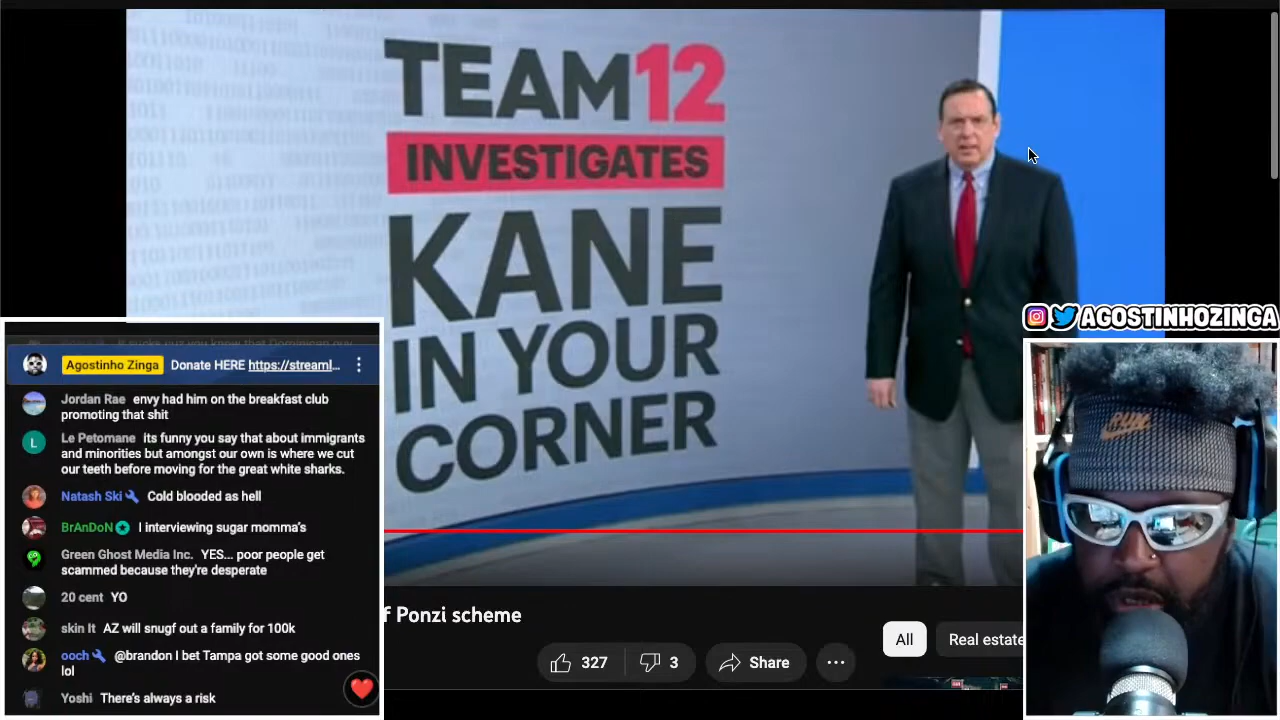 TEAM12
INVESTIGATES
KANE
IN YOUR
CORNER
AGOSTINHOZINGA
Agostinho Zinga Donate HERE https://streaml...
Jordan Rae envy had him on the breakfast club
promoting that shit
L Le Petomane its funny you say that about immigrants
and minorities but amongst our own is where we cut
our teeth before moving for the great white sharks.
Natash Ski Cold blooded as hell
BrAnDoN I interviewing sugar momma's
Green Ghost Media Inc. YES... poor people get
scammed because they're desperate
20 cent YO
skin It AZ will snugf out a family for 100k
ooch @brandon I bet Tampa got some good ones
lol
Yoshi There's always a risk
f Ponzi scheme
327 3 Share
All Real estate